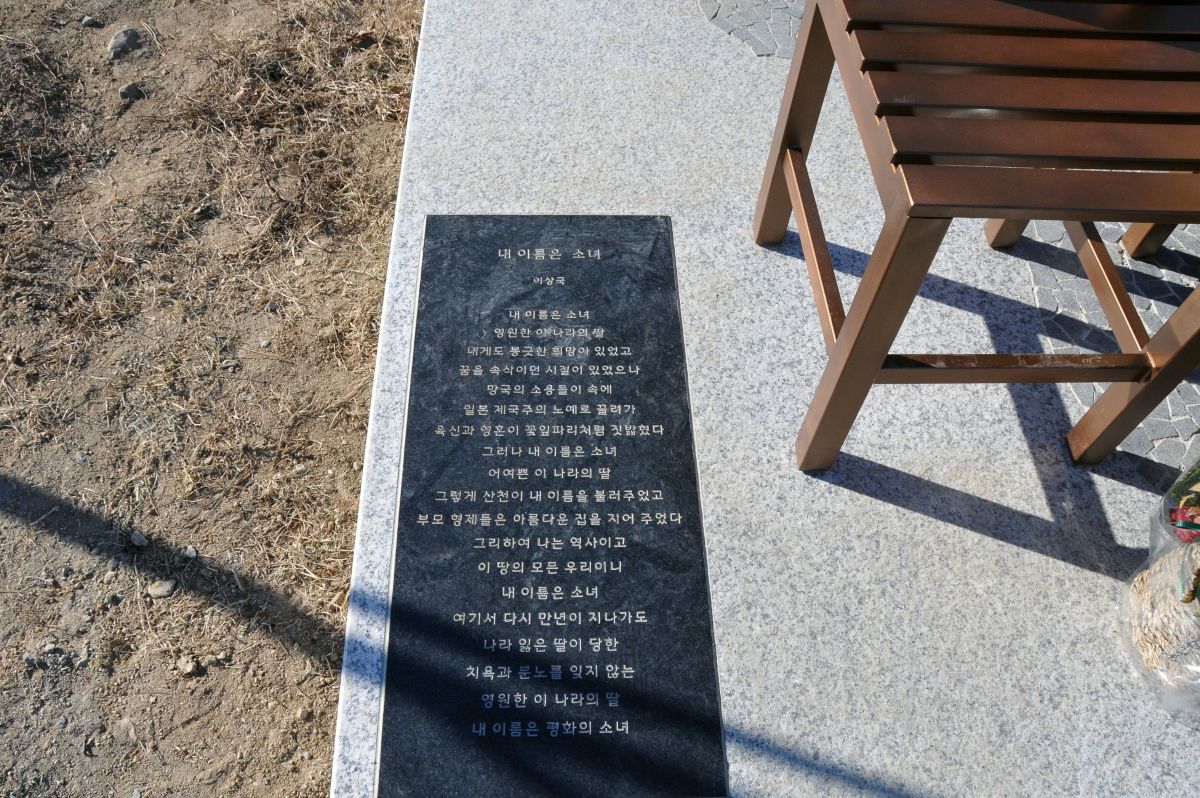 내 이름은 소녀
이상국
내 이름은 소녀
영원한 이 나라의 딸
내게도 봉긋한 희망이 있었고
꿈을 속삭이던 시절이 있었으나
망국의 소용돌이 속에
일본 제국주의 노예로 끌려가
육신과 영혼이 꽃잎파리처럼 짓밟혔다
그러나 내 이름은 소녀
어여쁜 이 나라의 딸
그렇게 산천이 내 이름을 불러주었고
부모 형제들은 아름다운 집을 지어 주었다
그리하여 나는 역사이고
이 땅의 모든 우리이니
내 이름은 소녀
여기서 다시 만년이 지나가도
나라 잃은 딸이 당한
치욕과 분노를 잊지 않는
영원한 이 나라의 딸
내 이름은 평화의 소녀